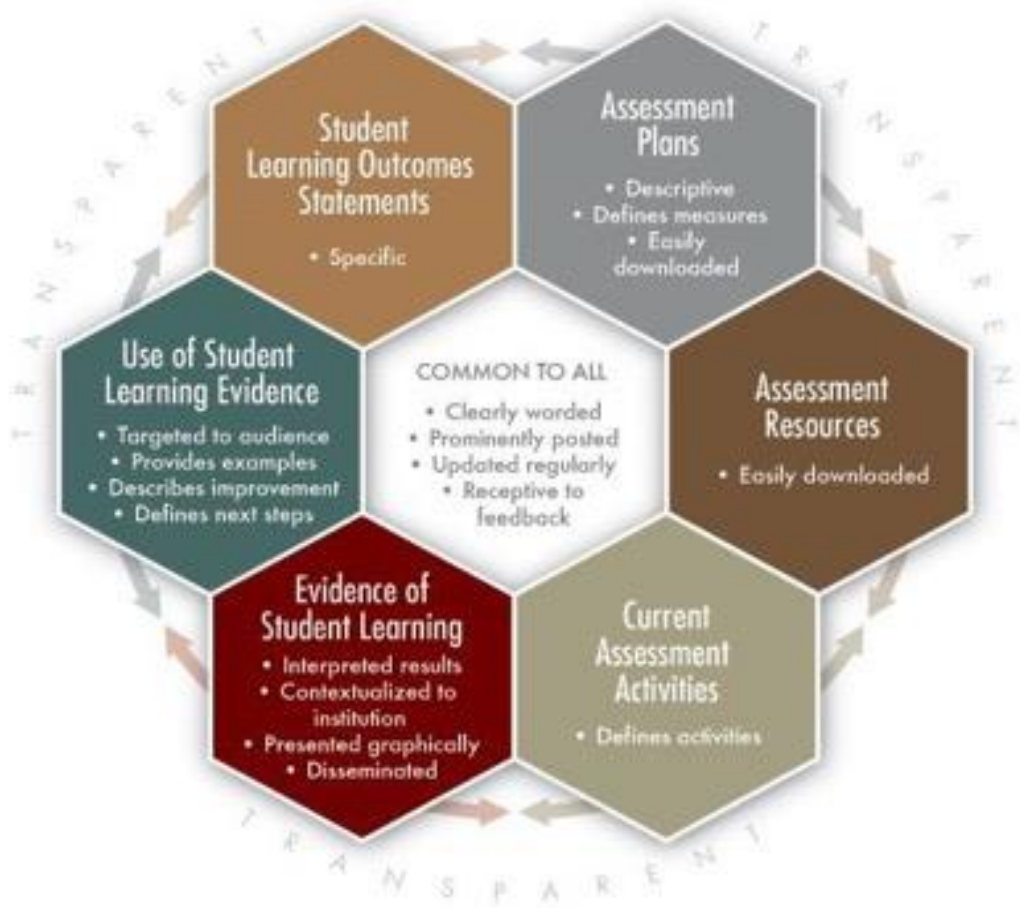 TRANSPARENT
TRANSPARENT
Student
Learning Outcomes
Statements
• Specific
Assessment
Plans
• Descriptive
• Defines measures
• Easily
downloaded
Use of Student
Learning Evidence
• Targeted to audience
• Provides examples
• Describes improvement
• Defines next steps
COMMON TO ALL
• Clearly worded
• Prominently posted
• Updated regularly
• Receptive to
feedback
Assessment
Resources
• Easily downloaded
Evidence of
Student Learning
• Interpreted results
• Contextualized to
institution
• Presented graphically
• Disseminated
Current
Assessment
Activities
• Defines activities
TRANSPARENT